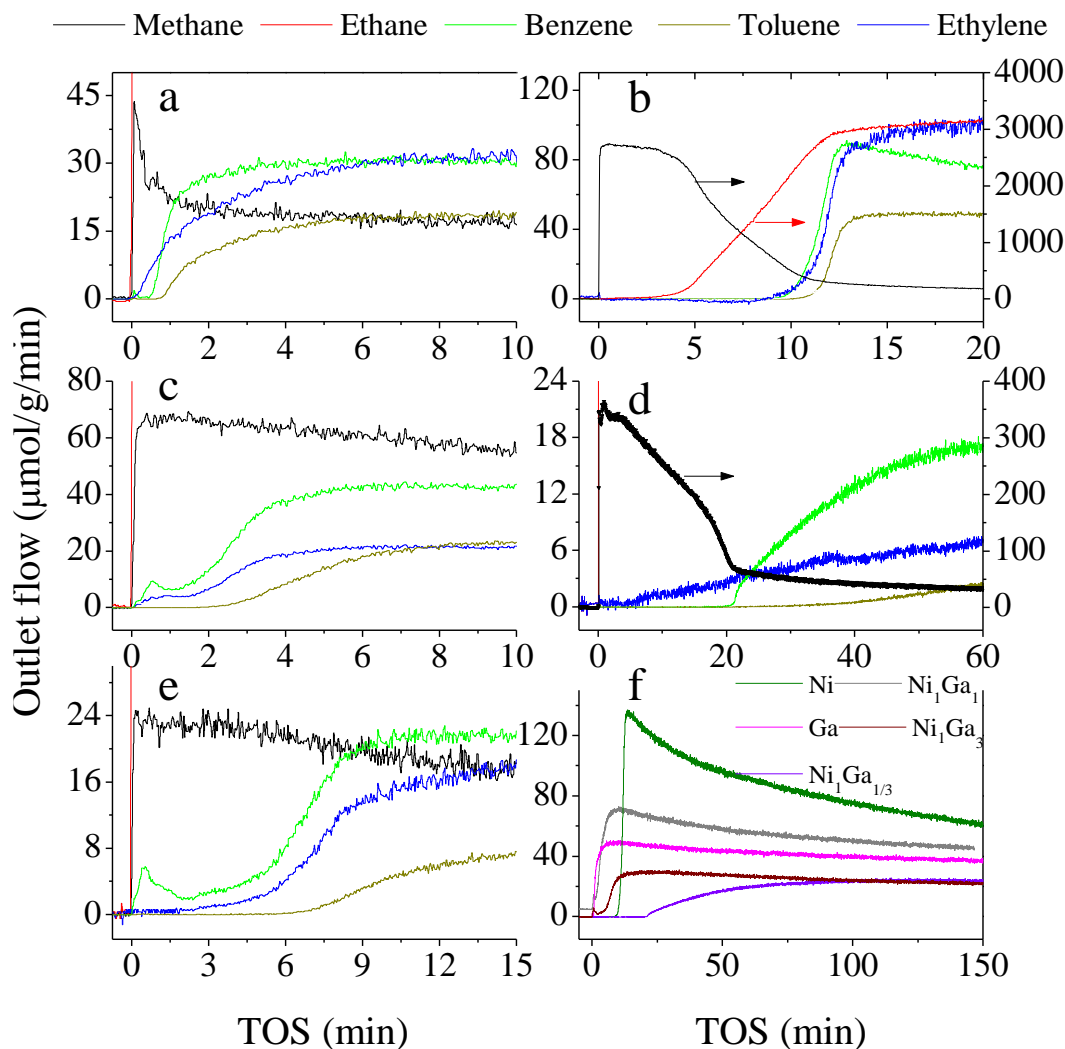 Methane Ethane Benzene Toluene Ethylene
Outlet flow (μmol/g/min)
a
45
30
15
0
0 2 4 6 8 10
b
120
80
40
0
4000
3000
2000
1000
0
0 5 10 15 20
c
80
60
40
20
0
0 2 4 6 8 10
d
24
18
12
6
0
400
300
200
100
0
0 20 40 60
e
24
16
8
0
0 3 6 9 12 15
f
Ni Ni₁Ga₁
Ga Ni₁Ga₃
Ni₁Ga₁/₃
120
80
40
0
0 50 100 150
TOS (min) TOS (min)